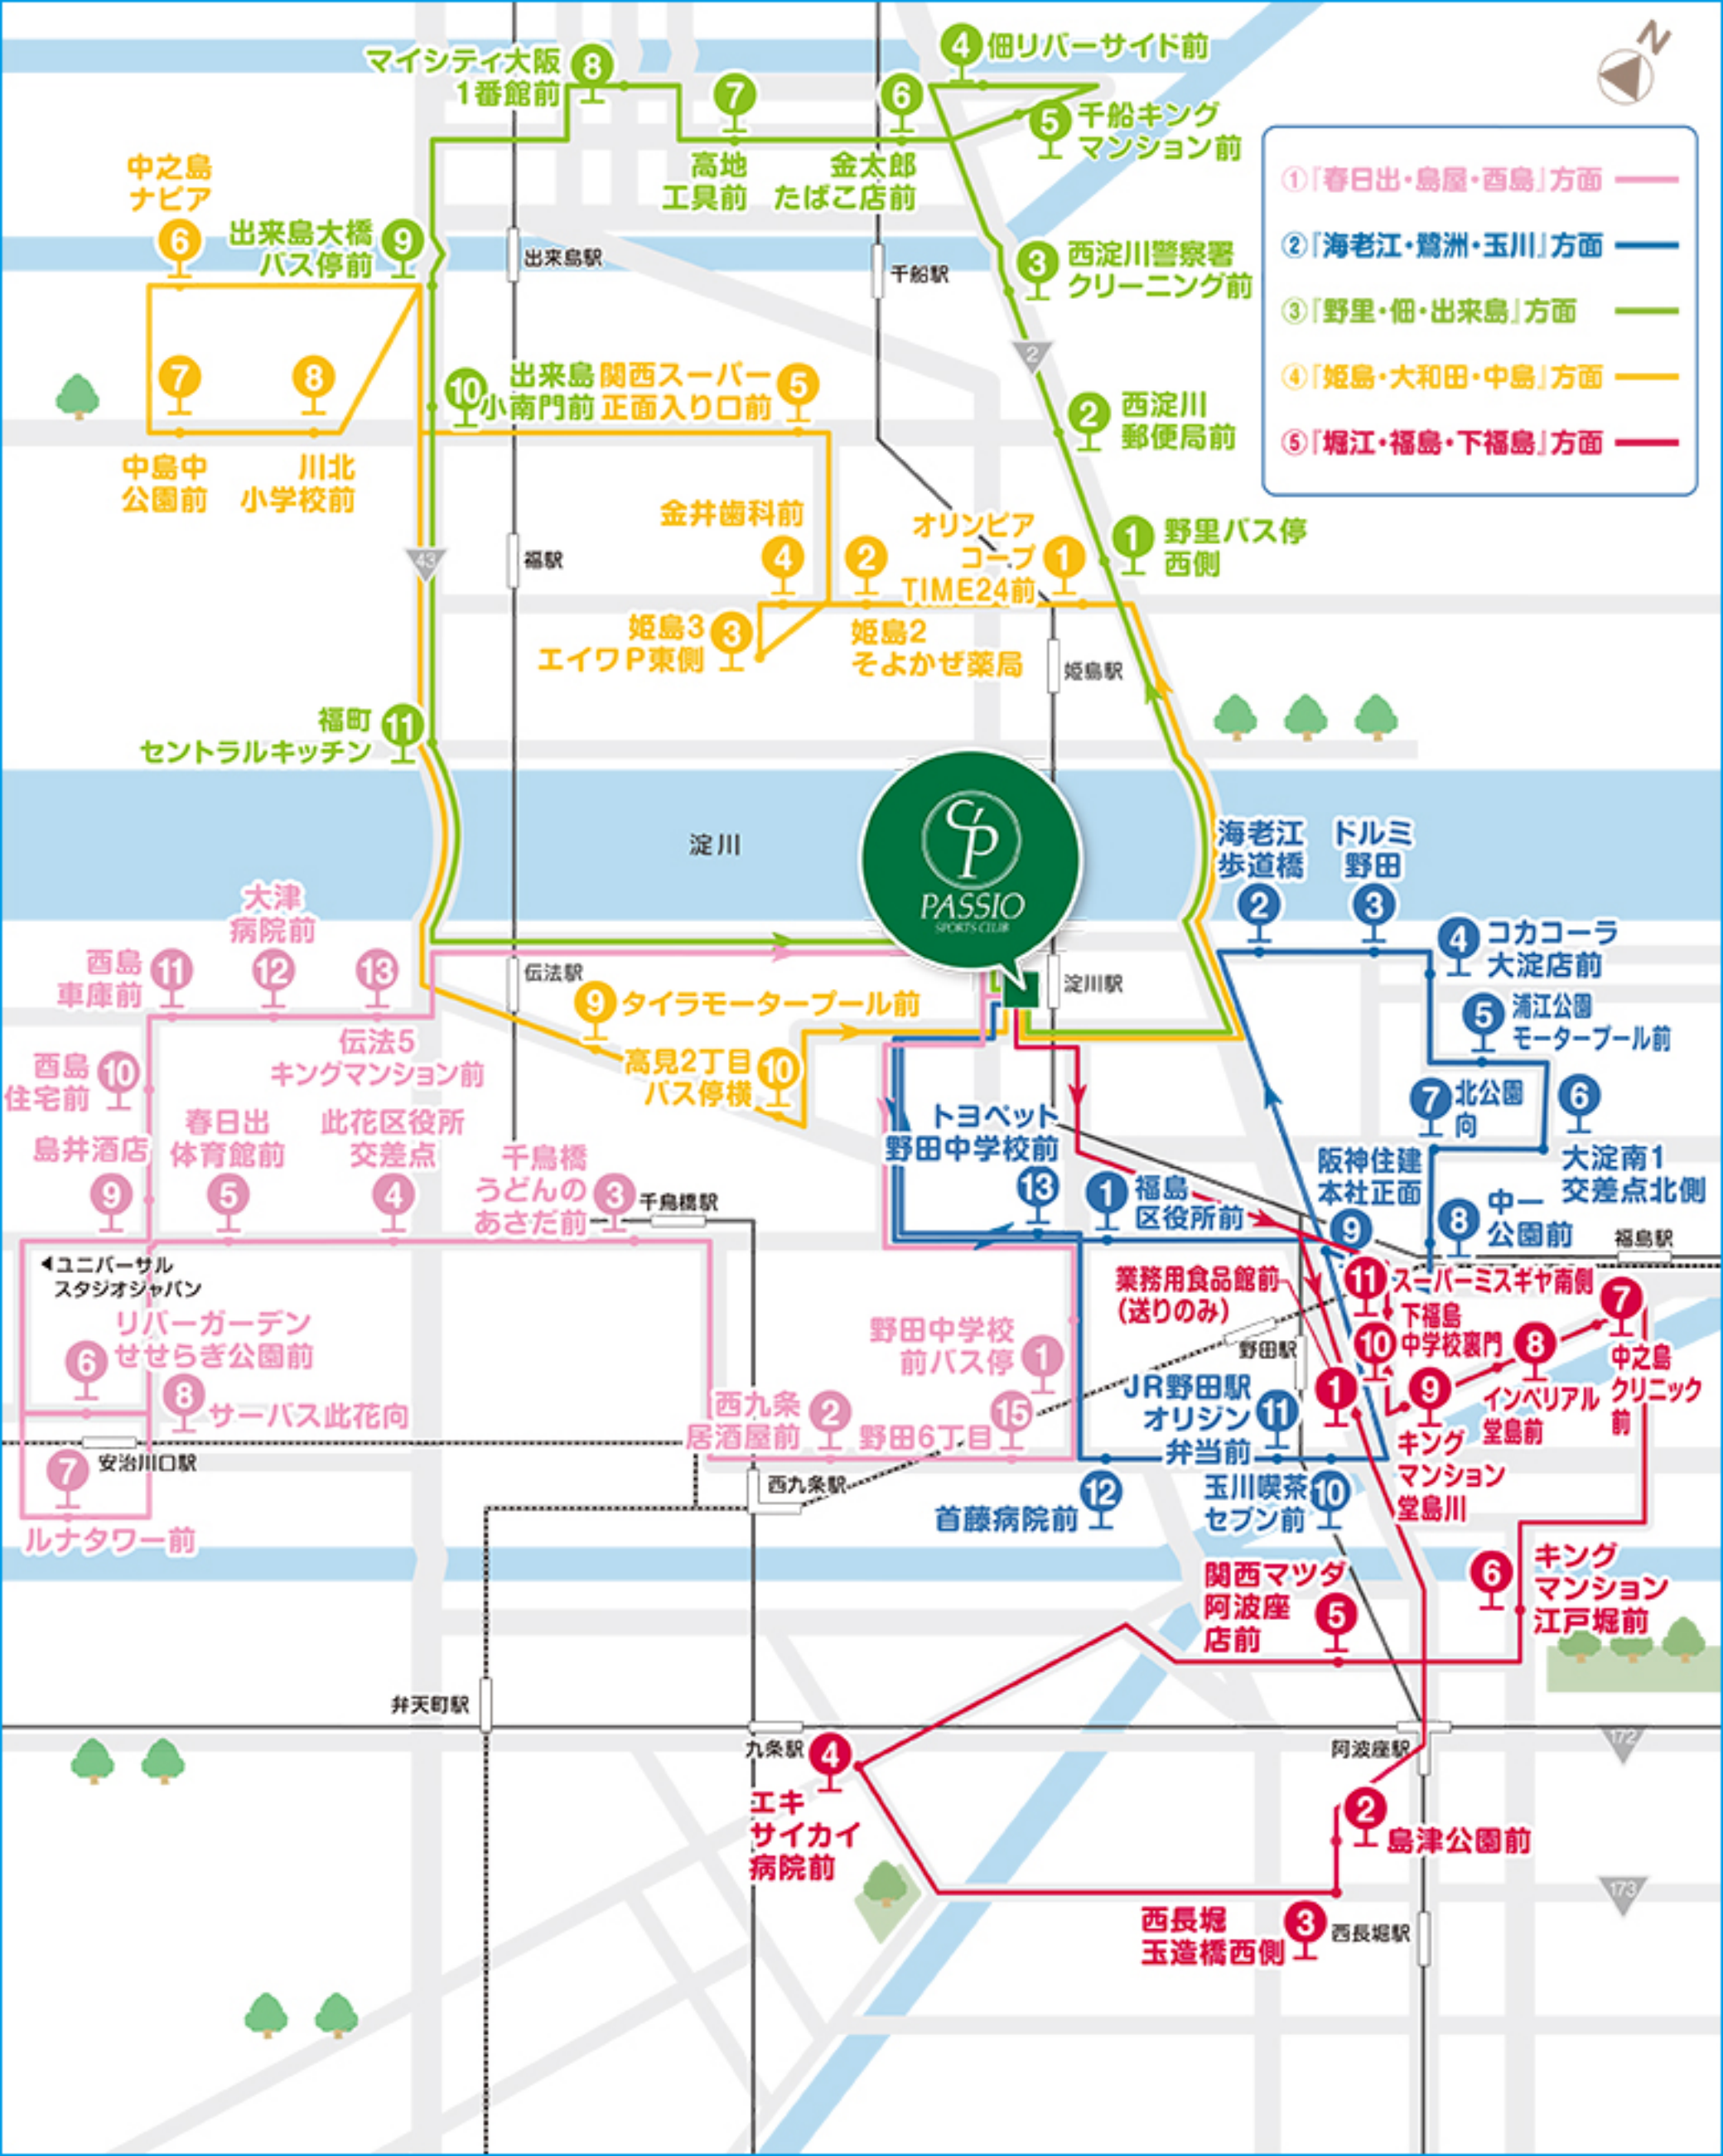 N
①『春日出・島屋・酉島』方面
②『海老江・鷺洲・玉川』方面
③『野里・佃・出来島』方面
④『姫島・大和田・中島』方面
⑤『堀江・福島・下福島』方面
4 佃リバーサイド前
マイシティ大阪
1番館前
8
7
高地
工具前
6
金太郎
たばこ店前
5
千船キング
マンション前
中之島
ナピア
6
出来島大橋
バス停前
9
出来島駅
千船駅
3
西淀川警察署
クリーニング前
2
7
中島中
公園前
8
川北
小学校前
10
出来島
小南門前
関西スーパー
正面入り口前
5
2
西淀川
郵便局前
43
福駅
金井歯科前
4
2
オリンピア
コープ
TIME24前
1
1
野里バス停
西側
姫島3
エイワP東側
3
姫島2
そよかぜ薬局
姫島駅
福町
セントラルキッチン
11
淀川
CP
PASSIO
SPORTS CLUB
海老江
歩道橋
2
ドルミ
野田
3
4
コカコーラ
大淀店前
大津
病院前
酉島
車庫前
11
12
13
伝法駅
淀川駅
9
タイラモータープール前
5
浦江公園
モータープール前
伝法5
キングマンション前
酉島
住宅前
10
高見2丁目
バス停横
10
7
北公園
向
6
大淀南1
交差点北側
トヨペット
野田中学校前
13
1
福島
区役所前
阪神住建
本社正面
9
8
中一
公園前
福島駅
島井酒店
9
春日出
体育館前
5
此花区役所
交差点
4
千鳥橋
うどんの
あさだ前
3
千鳥橋駅
ユニバーサル
スタジオジャパン
リバーガーデン
せせらぎ公園前
6
8
サーバス此花向
業務用食品館前
(送りのみ)
11
スーパーミスギヤ南側
7
中之島
クリニック
前
10
下福島
中学校裏門
8
インペリアル
堂島前
9
キング
マンション
堂島川
野田駅
1
野田中学校
前バス停
1
JR野田駅
オリジン
弁当前
11
西九条
居酒屋前
2
野田6丁目
15
安治川口駅
7
ルナタワー前
西九条駅
首藤病院前
12
玉川喫茶
セブン前
10
関西マツダ
阿波座
店前
5
6
キング
マンション
江戸堀前
弁天町駅
九条駅
4
エキ
サイカイ
病院前
阿波座駅
172
2
島津公園前
173
西長堀
玉造橋西側
3
西長堀駅